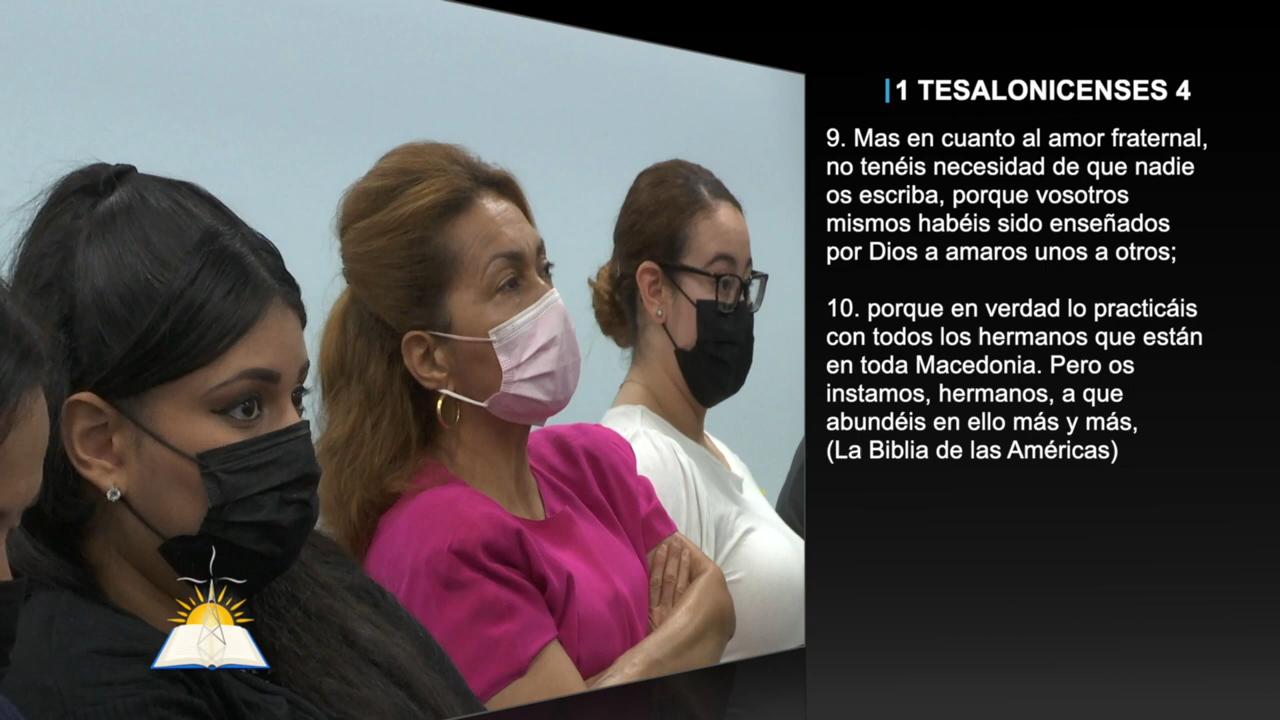 1 TESALONICENSES 4
9. Mas en cuanto al amor fraternal,
no tenéis necesidad de que nadie
os escriba, porque vosotros
mismos habéis sido enseñados
por Dios a amaros unos a otros;
10. porque en verdad lo practicáis
con todos los hermanos que están
en toda Macedonia. Pero os
instamos, hermanos, a que
abundéis en ello más y más,
(La Biblia de las Américas)